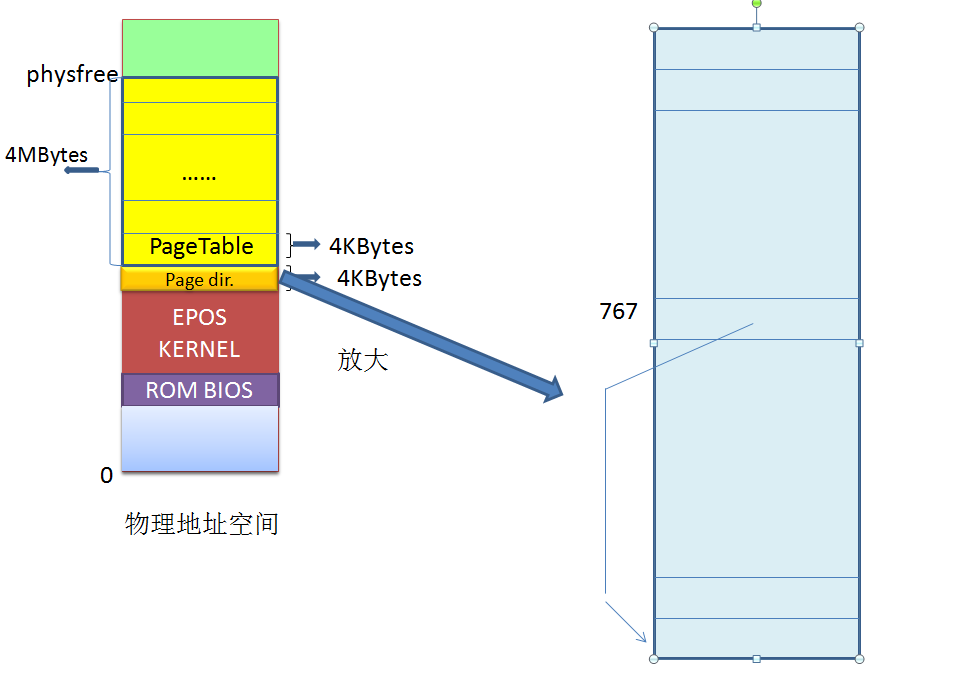 physfree
4MBytes
……
PageTable
4KBytes
Page dir.
4KBytes
EPOS
KERNEL
ROM BIOS
0
物理地址空间
放大
767